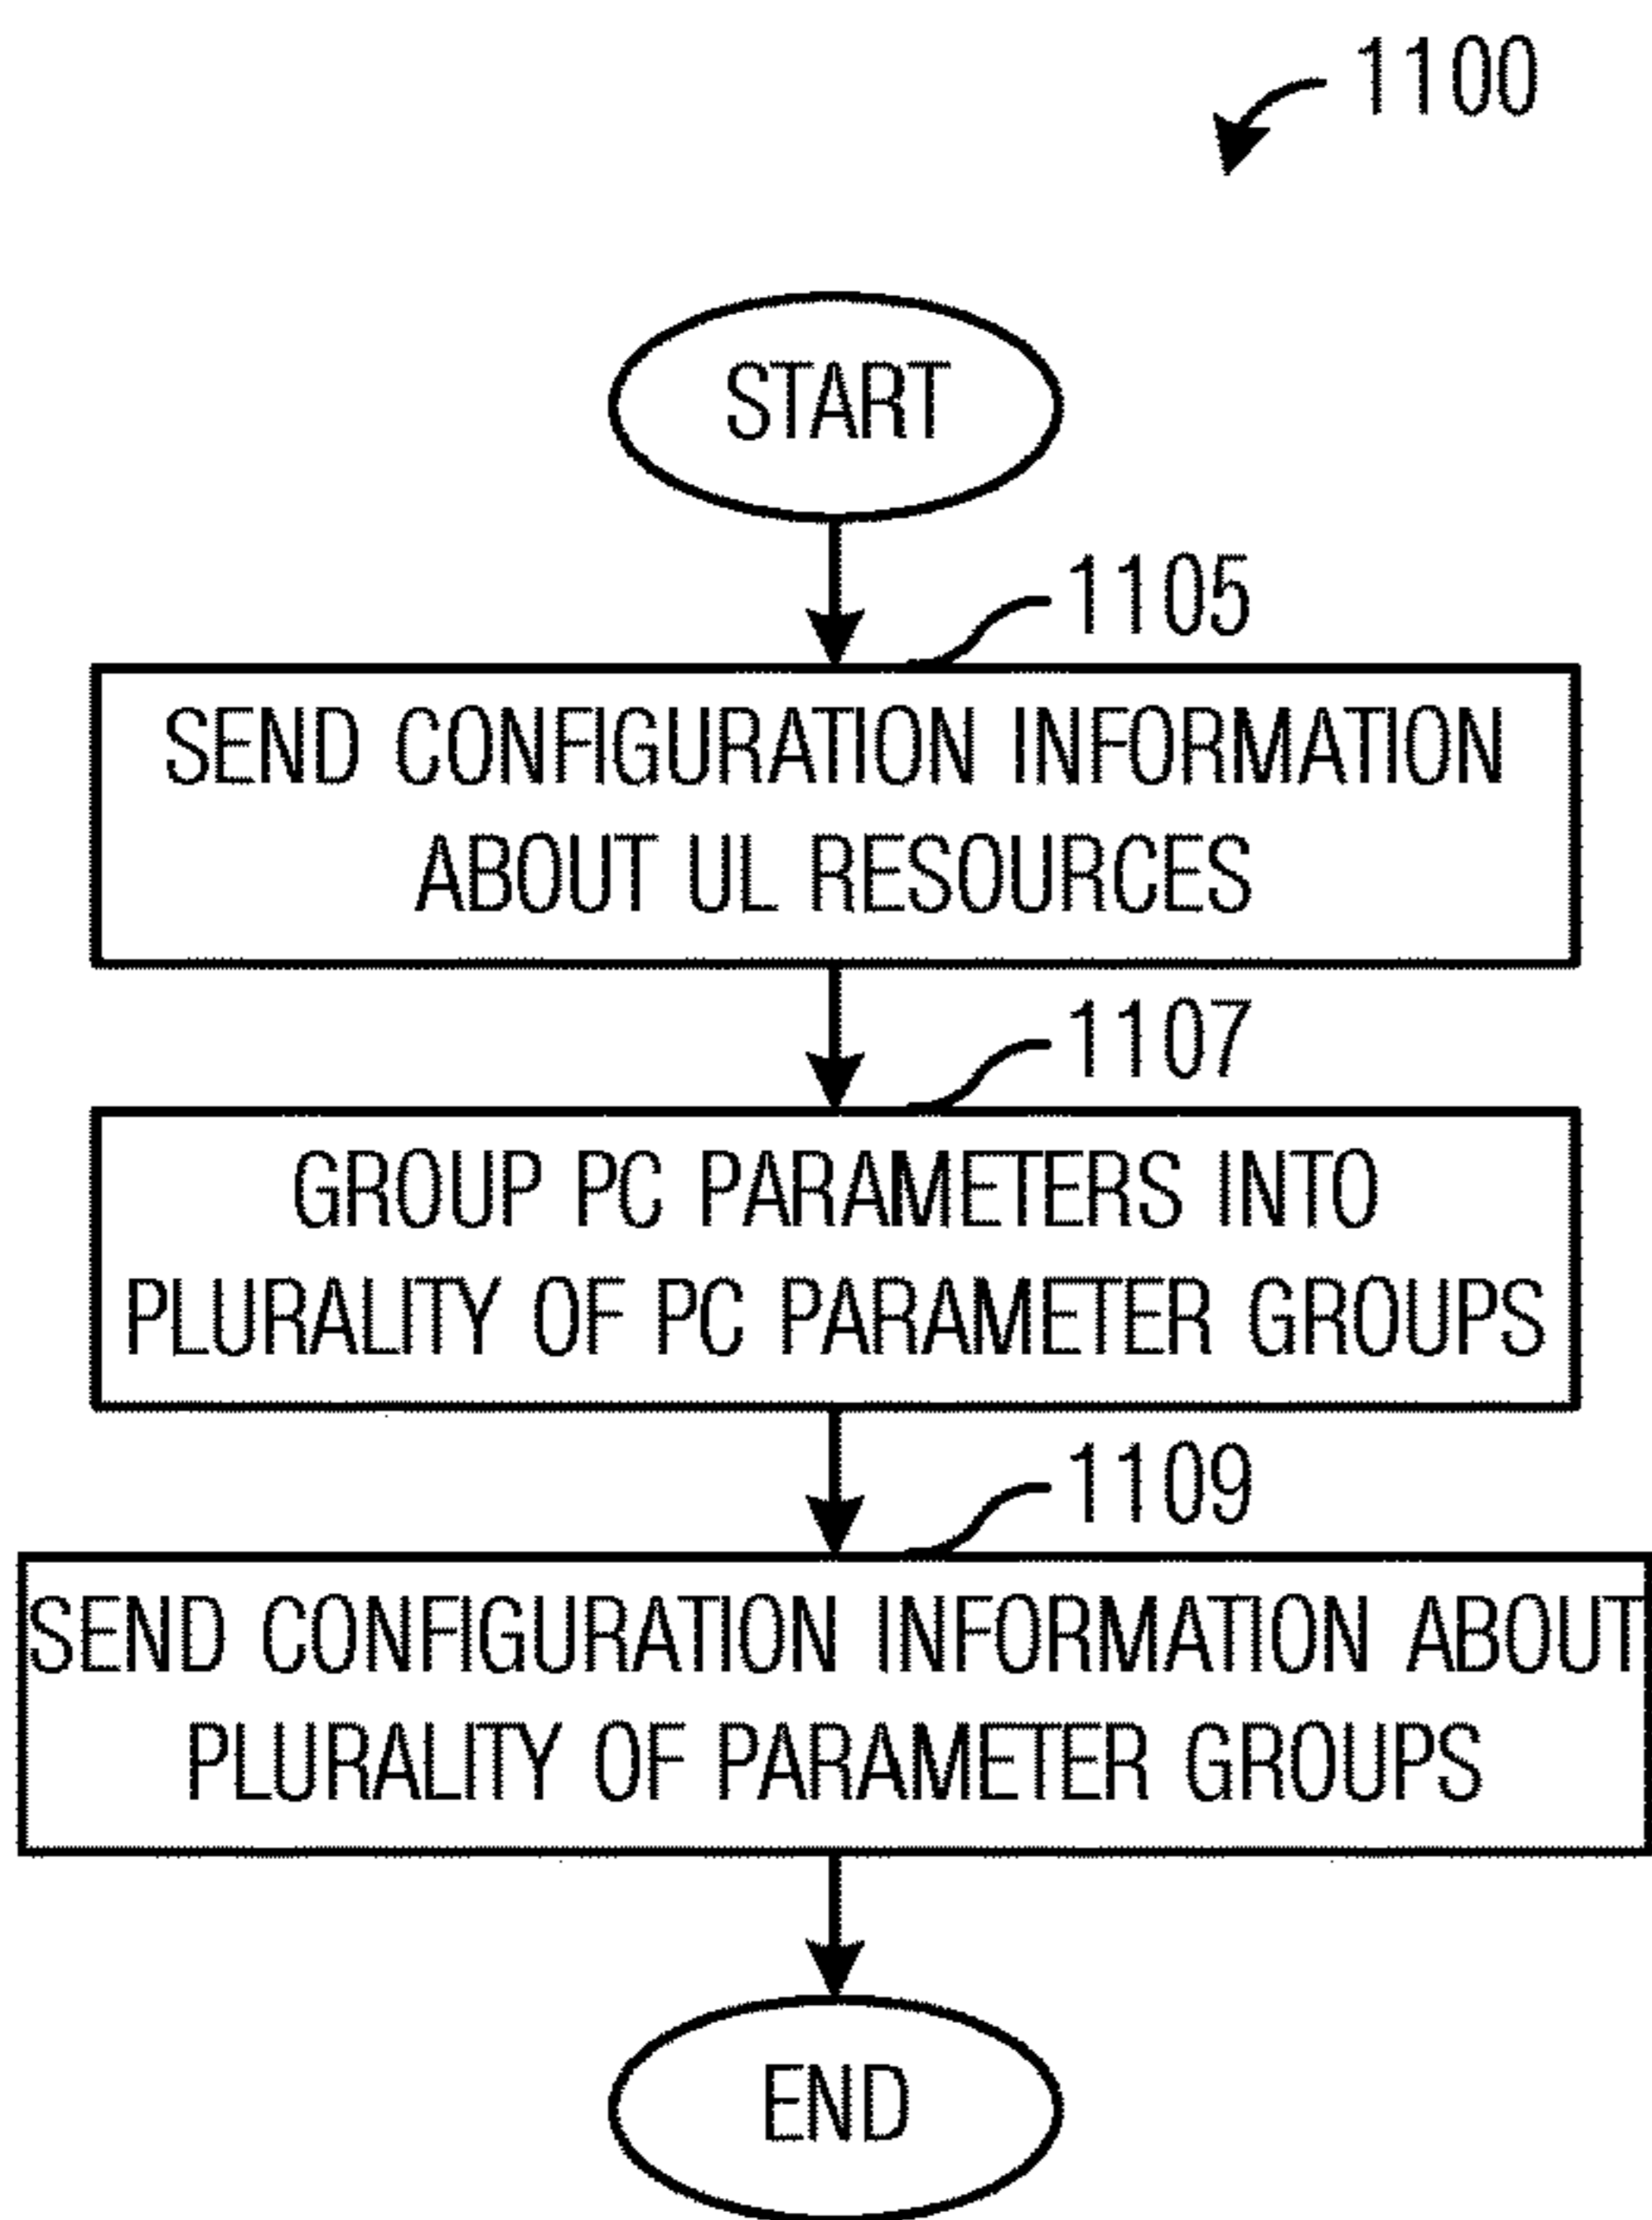 1100
START
1105
SEND CONFIGURATION INFORMATION
ABOUT UL RESOURCES
1107
GROUP PC PARAMETERS INTO
PLURALITY OF PC PARAMETER GROUPS
1109
SEND CONFIGURATION INFORMATION ABOUT
PLURALITY OF PARAMETER GROUPS
END